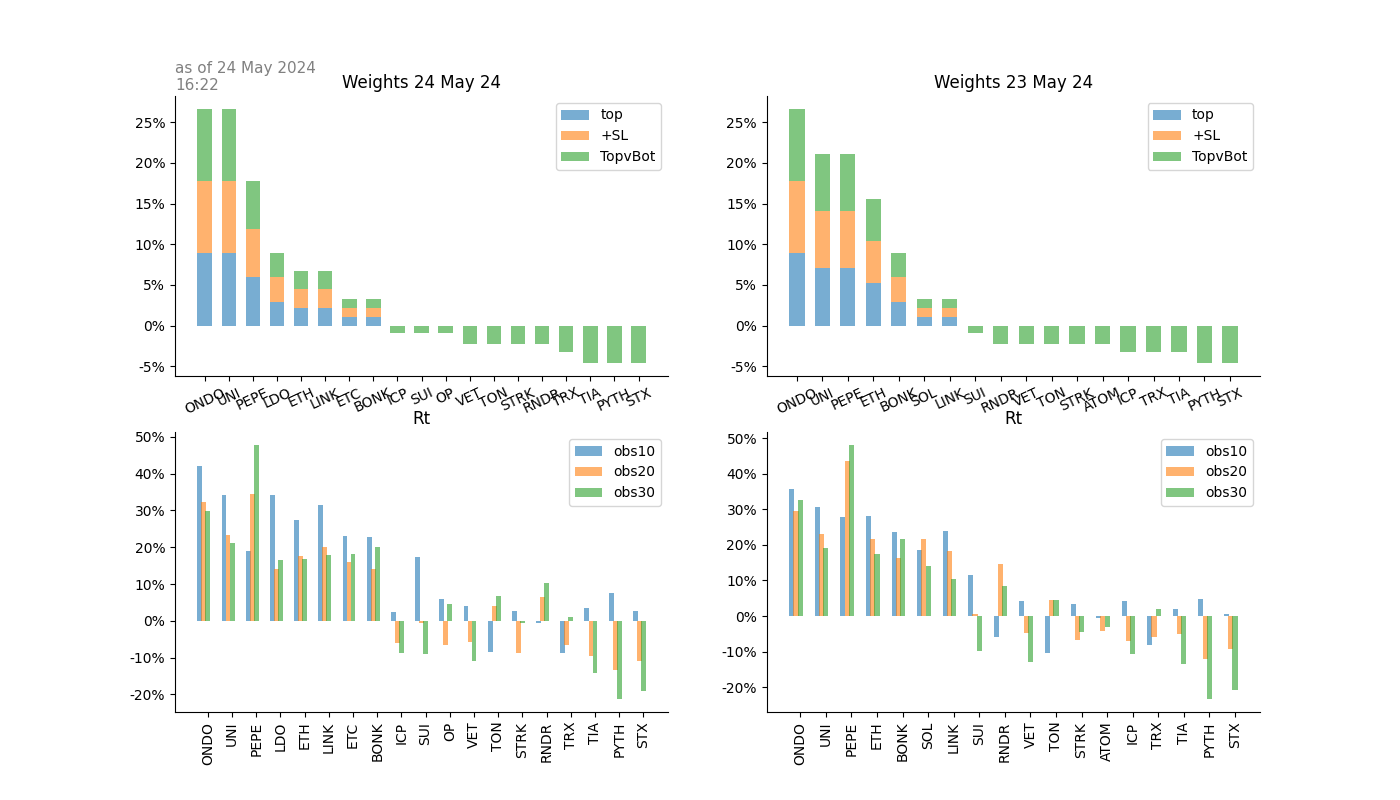 as of 24 May 2024
16:22
Weights 24 May 24
25%
20%
15%
10%
5%
0%
-5%
top
+SL
TopvBot
ONDO UNI PEPE LDO ETH LINK ETC BONK ICP SUI OP VET TON STRK RNDR TRX TIA PYTH STX
Weights 23 May 24
25%
20%
15%
10%
5%
0%
-5%
top
+SL
TopvBot
ONDO UNI PEPE ETH BONK SOL LINK SUI RNDR VET TON STRK ATOM ICP TRX TIA PYTH STX
Rt
50%
40%
30%
20%
10%
0%
-10%
-20%
obs10
obs20
obs30
ONDO UNI PEPE LDO ETH LINK ETC BONK ICP SUI OP VET TON STRK RNDR TRX TIA PYTH STX
Rt
50%
40%
30%
20%
10%
0%
-10%
-20%
obs10
obs20
obs30
ONDO UNI PEPE ETH BONK SOL LINK SUI RNDR VET TON STRK ATOM ICP TRX TIA PYTH STX